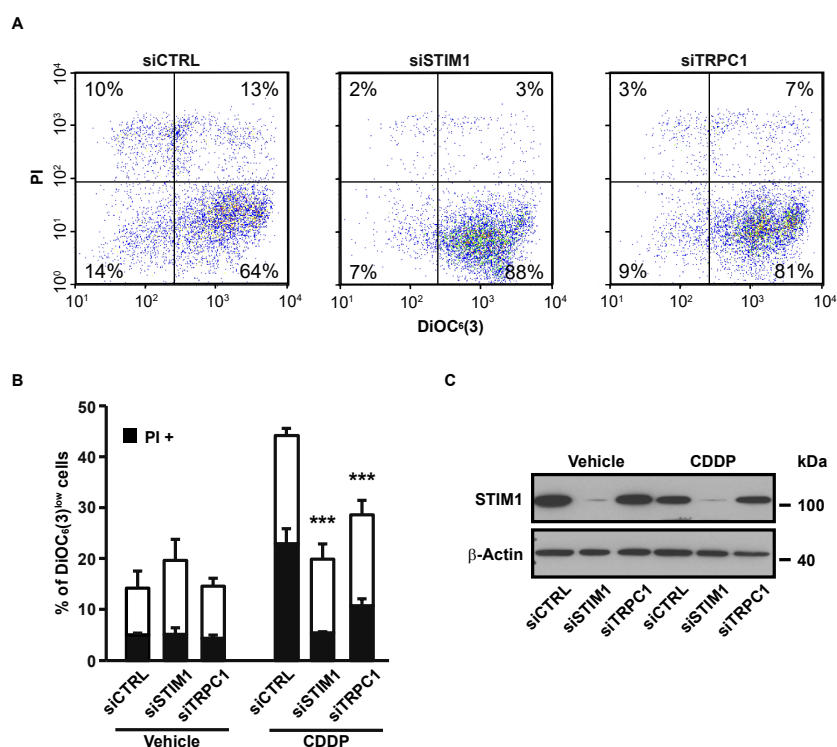 A
siCTRL siSTIM1 siTRPC1
10⁴ 10% 13% 2% 3% 3% 7%
10³
PI
10²
10¹
10⁰ 14% 64% 7% 88% 9% 81%
10¹ 10² 10³ 10⁴ 10¹ 10² 10³ 10⁴ 10¹ 10² 10³ 10⁴
DiOC⁶(3)
B
% of DiOC₆(3)ˡᵒʷ cells
50
40
30
20
10
0
PI +
*** ***
siCTRL siSTIM1 siTRPC1 siCTRL siSTIM1 siTRPC1
Vehicle CDDP
C
Vehicle CDDP kDa
STIM1 100
β-Actin 40
siCTRL siSTIM1 siTRPC1 siCTRL siSTIM1 siTRPC1